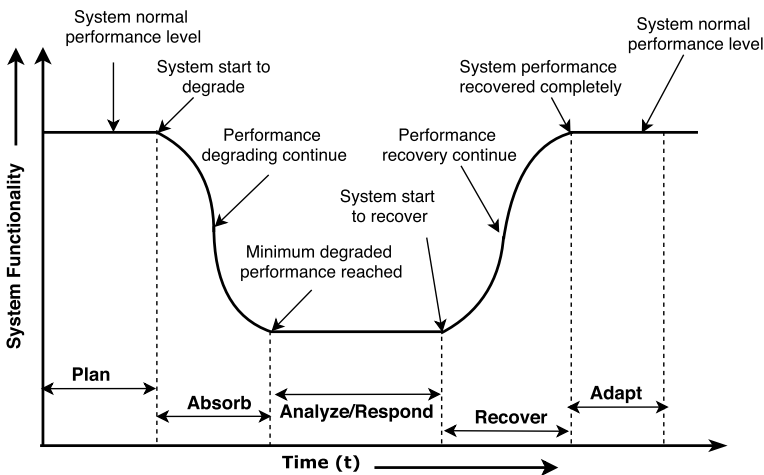 System normal
performance level
System normal
performance level
System start to
degrade
System performance
recovered completely
Performance
degrading continue
Performance
recovery continue
System start
to recover
Minimum degraded
performance reached
System Functionality
Plan
Absorb
Analyze/Respond
Recover
Adapt
Time (t)